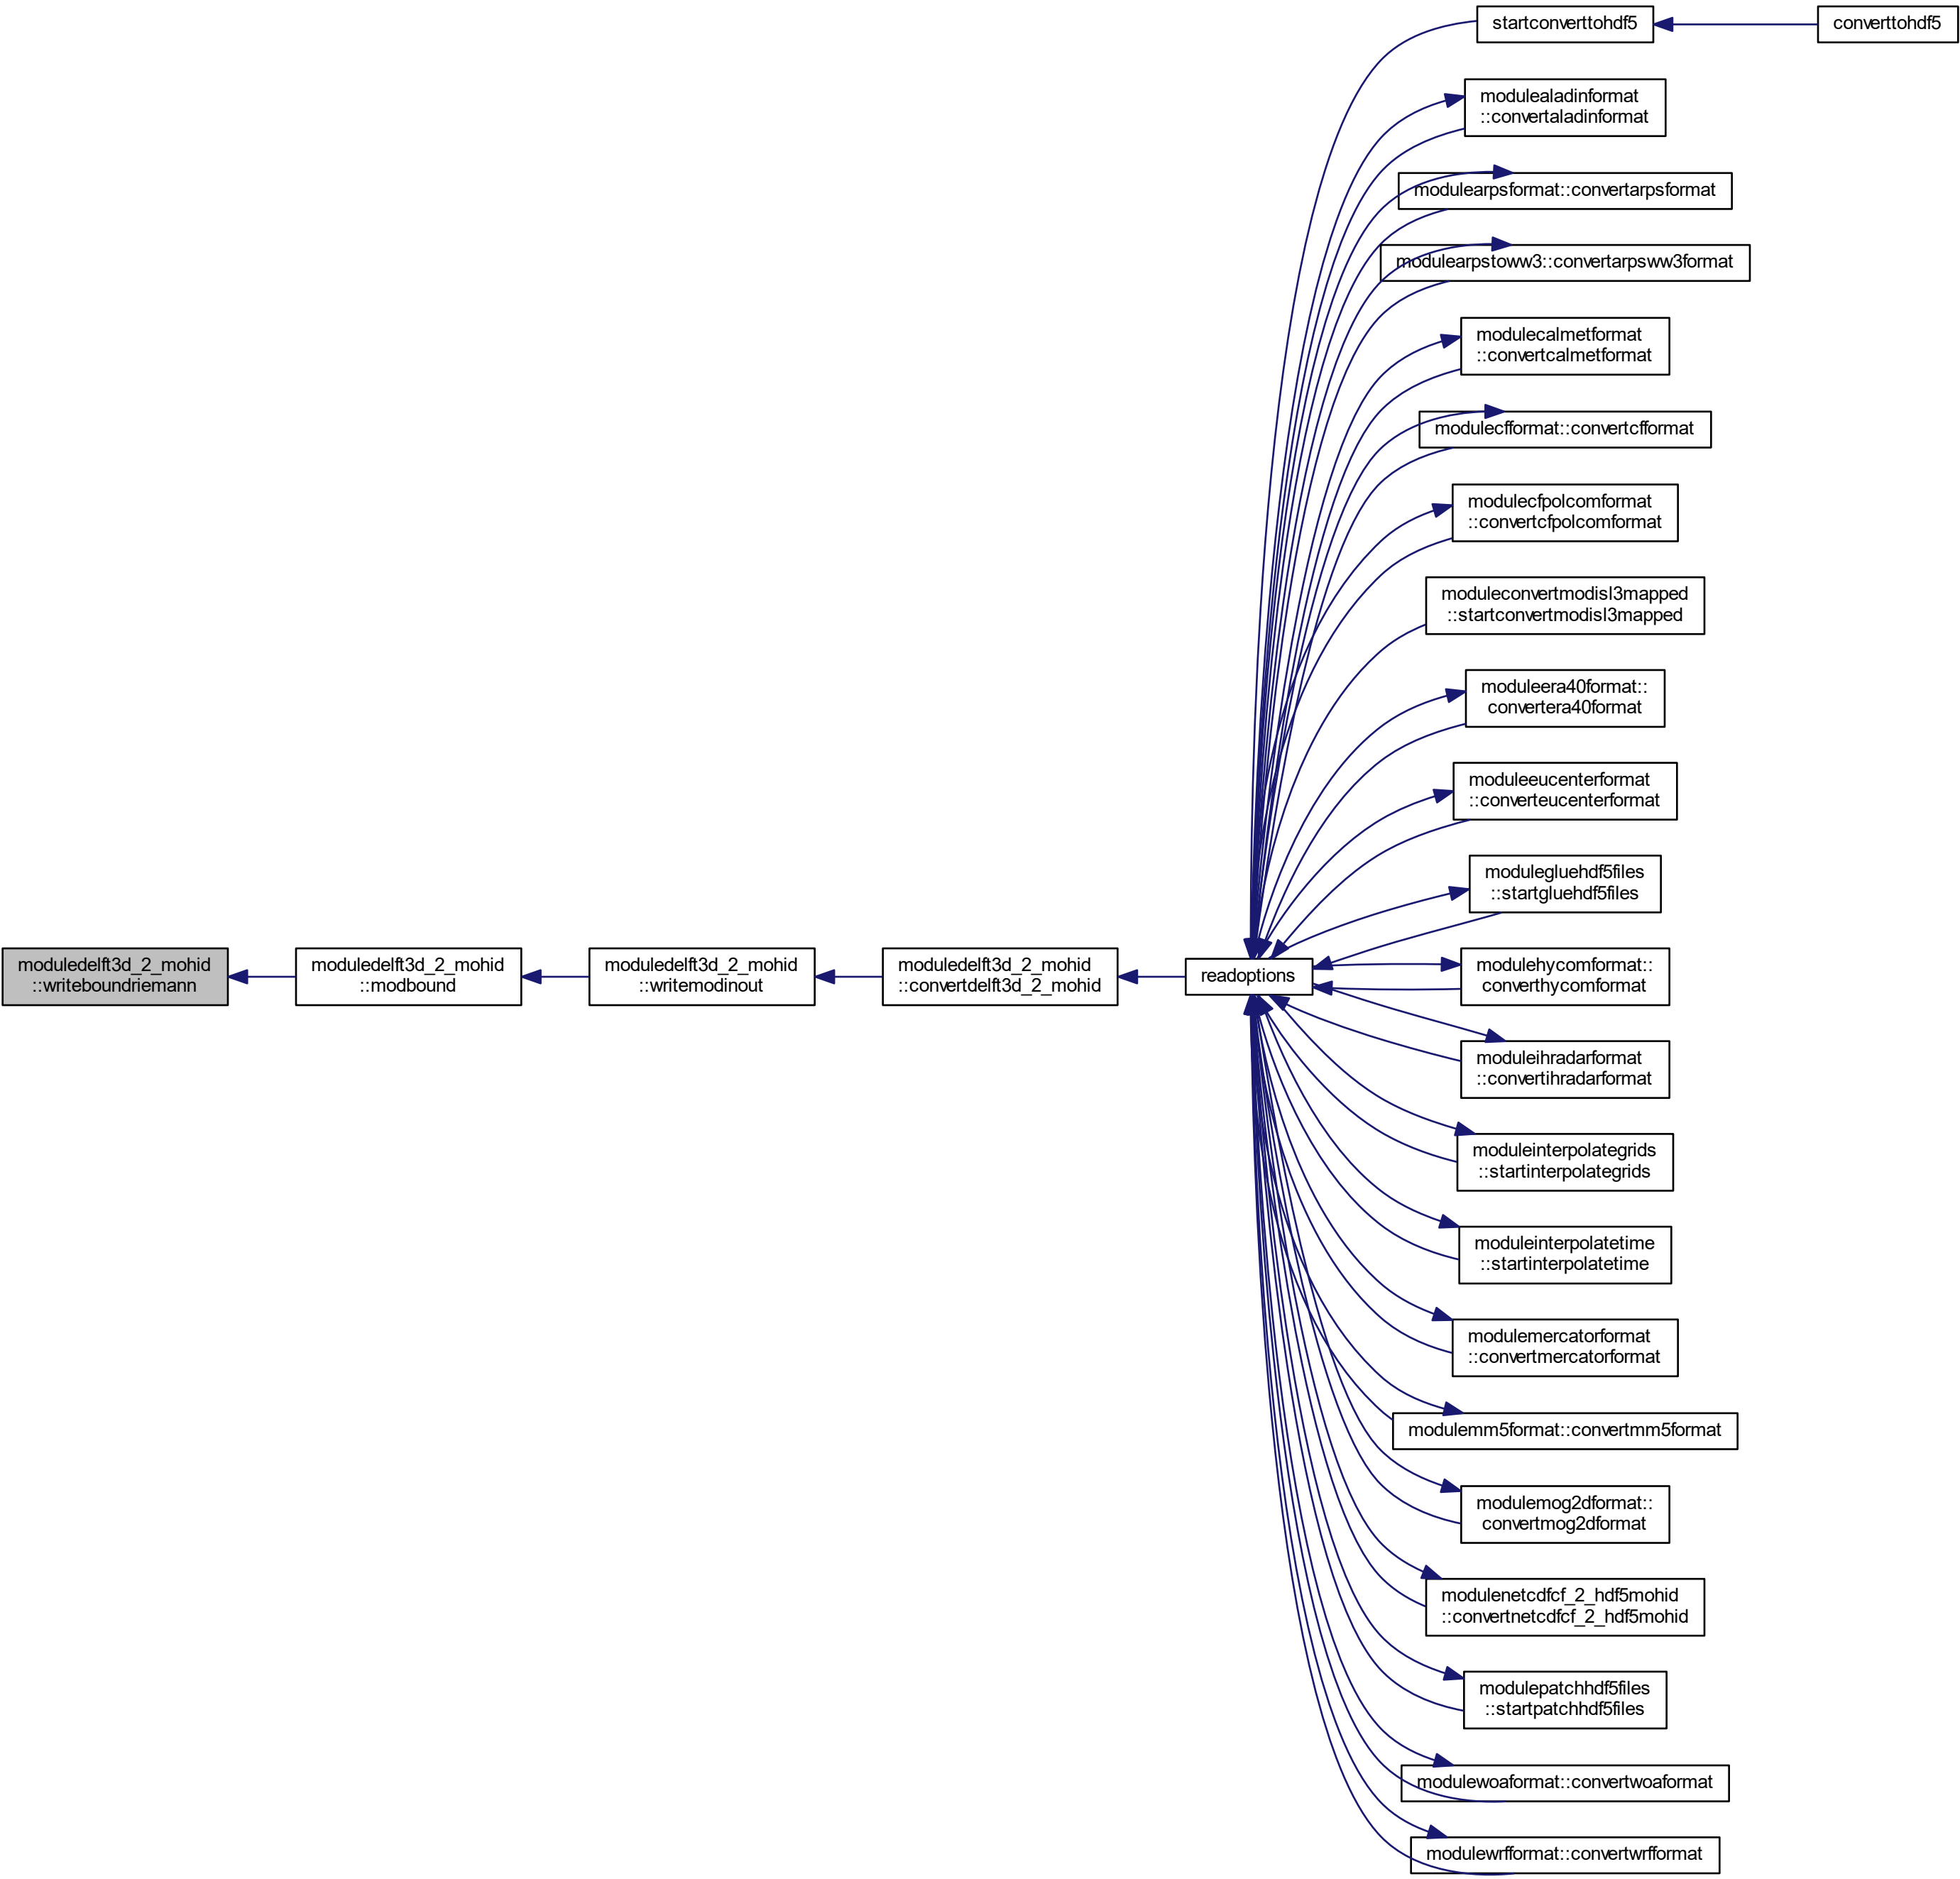 startconverttohdf5
converttohdf5
modulealadinformat
::convertaladinformat
modulearpsformat::convertarpsformat
modulearpstoww3::convertarpsww3format
modulecalmetformat
::convertcalmetformat
modulecfformat::convertcfformat
modulecfpolcomformat
::convertcfpolcomformat
moduleconvertmodisl3mapped
::startconvertmodisl3mapped
moduleera40format::
convertera40format
moduleeucenterformat
::converteucenterformat
modulegluehdf5files
::startgluehdf5files
moduledelft3d_2_mohid
::writeboundriemann
moduledelft3d_2_mohid
::modbound
moduledelft3d_2_mohid
::writemodinout
moduledelft3d_2_mohid
::convertdelft3d_2_mohid
readoptions
modulehycomformat::
converthycomformat
moduleihradarformat
::convertihradarformat
moduleinterpolategrids
::startinterpolategrids
moduleinterpolatetime
::startinterpolatetime
modulemercatorformat
::convertmercatorformat
modulemm5format::convertmm5format
modulemog2dformat::
convertmog2dformat
modulenetcdfcf_2_hdf5mohid
::convertnetcdfcf_2_hdf5mohid
modulepatchhdf5files
::startpatchhdf5files
modulewoaformat::convertwoaformat
modulewrfformat::convertwrfformat